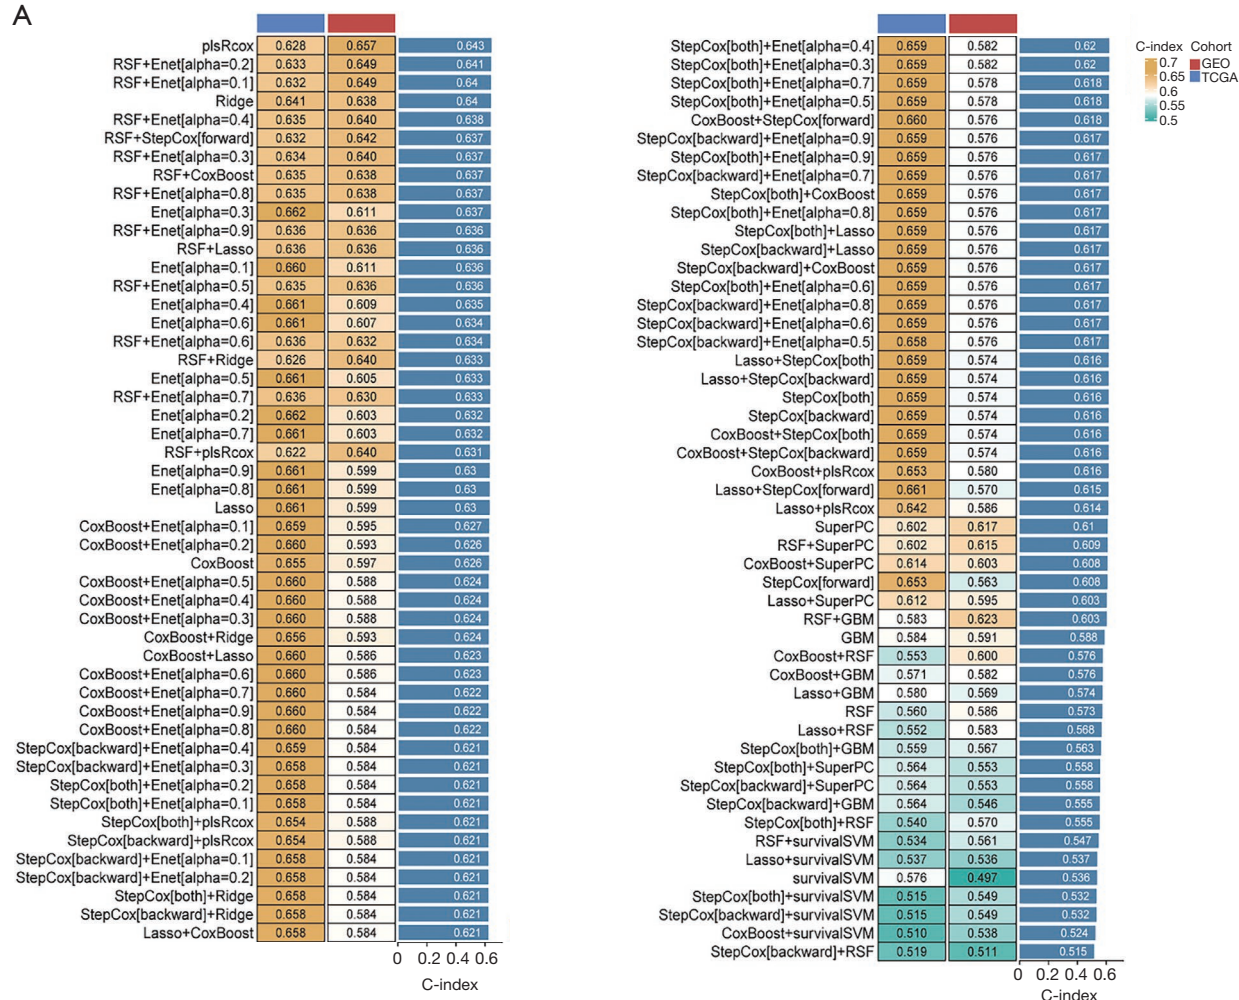 A
plsRcox 0.628 0.657 0.643
RSF+Enet[alpha=0.2] 0.633 0.649 0.641
RSF+Enet[alpha=0.1] 0.632 0.649 0.64
Ridge 0.641 0.638 0.64
RSF+Enet[alpha=0.4] 0.635 0.640 0.638
RSF+StepCox[forward] 0.632 0.642 0.637
RSF+Enet[alpha=0.3] 0.634 0.640 0.637
RSF+CoxBoost 0.635 0.638 0.637
RSF+Enet[alpha=0.8] 0.635 0.638 0.637
Enet[alpha=0.3] 0.662 0.611 0.637
RSF+Enet[alpha=0.9] 0.636 0.636 0.636
RSF+Lasso 0.636 0.636 0.636
Enet[alpha=0.1] 0.660 0.611 0.636
RSF+Enet[alpha=0.5] 0.635 0.636 0.636
Enet[alpha=0.4] 0.661 0.609 0.635
Enet[alpha=0.6] 0.661 0.607 0.634
RSF+Enet[alpha=0.6] 0.636 0.632 0.634
RSF+Ridge 0.626 0.640 0.633
Enet[alpha=0.5] 0.661 0.605 0.633
RSF+Enet[alpha=0.7] 0.636 0.630 0.633
Enet[alpha=0.2] 0.662 0.603 0.632
Enet[alpha=0.7] 0.661 0.603 0.632
RSF+plsRcox 0.622 0.640 0.631
Enet[alpha=0.9] 0.661 0.599 0.63
Enet[alpha=0.8] 0.661 0.599 0.63
Lasso 0.661 0.599 0.63
CoxBoost+Enet[alpha=0.1] 0.659 0.595 0.627
CoxBoost+Enet[alpha=0.2] 0.660 0.593 0.626
CoxBoost 0.655 0.597 0.626
CoxBoost+Enet[alpha=0.5] 0.660 0.588 0.624
CoxBoost+Enet[alpha=0.4] 0.660 0.588 0.624
CoxBoost+Enet[alpha=0.3] 0.660 0.588 0.624
CoxBoost+Ridge 0.656 0.593 0.624
CoxBoost+Lasso 0.660 0.586 0.623
CoxBoost+Enet[alpha=0.6] 0.660 0.586 0.623
CoxBoost+Enet[alpha=0.7] 0.660 0.584 0.622
CoxBoost+Enet[alpha=0.9] 0.660 0.584 0.622
CoxBoost+Enet[alpha=0.8] 0.660 0.584 0.622
StepCox[backward]+Enet[alpha=0.4] 0.659 0.584 0.621
StepCox[backward]+Enet[alpha=0.3] 0.658 0.584 0.621
StepCox[both]+Enet[alpha=0.2] 0.658 0.584 0.621
StepCox[both]+Enet[alpha=0.1] 0.658 0.584 0.621
StepCox[both]+plsRcox 0.654 0.588 0.621
StepCox[backward]+plsRcox 0.654 0.588 0.621
StepCox[backward]+Enet[alpha=0.1] 0.658 0.584 0.621
StepCox[backward]+Enet[alpha=0.2] 0.658 0.584 0.621
StepCox[both]+Ridge 0.658 0.584 0.621
StepCox[backward]+Ridge 0.658 0.584 0.621
Lasso+CoxBoost 0.658 0.584 0.621
0 0.2 0.4 0.6
C-index
StepCox[both]+Enet[alpha=0.4] 0.659 0.582 0.62
StepCox[both]+Enet[alpha=0.3] 0.659 0.582 0.62
StepCox[both]+Enet[alpha=0.7] 0.659 0.578 0.618
StepCox[both]+Enet[alpha=0.5] 0.659 0.578 0.618
CoxBoost+StepCox[forward] 0.660 0.576 0.618
StepCox[backward]+Enet[alpha=0.9] 0.659 0.576 0.617
StepCox[both]+Enet[alpha=0.9] 0.659 0.576 0.617
StepCox[backward]+Enet[alpha=0.7] 0.659 0.576 0.617
StepCox[both]+CoxBoost 0.659 0.576 0.617
StepCox[both]+Enet[alpha=0.8] 0.659 0.576 0.617
StepCox[both]+Lasso 0.659 0.576 0.617
StepCox[backward]+Lasso 0.659 0.576 0.617
StepCox[backward]+CoxBoost 0.659 0.576 0.617
StepCox[both]+Enet[alpha=0.6] 0.659 0.576 0.617
StepCox[backward]+Enet[alpha=0.8] 0.659 0.576 0.617
StepCox[backward]+Enet[alpha=0.6] 0.659 0.576 0.617
StepCox[backward]+Enet[alpha=0.5] 0.658 0.576 0.617
Lasso+StepCox[both] 0.659 0.574 0.616
Lasso+StepCox[backward] 0.659 0.574 0.616
StepCox[both] 0.659 0.574 0.616
StepCox[backward] 0.659 0.574 0.616
CoxBoost+StepCox[both] 0.659 0.574 0.616
CoxBoost+StepCox[backward] 0.659 0.574 0.616
CoxBoost+plsRcox 0.653 0.580 0.616
Lasso+StepCox[forward] 0.661 0.570 0.615
Lasso+plsRcox 0.642 0.586 0.614
SuperPC 0.602 0.617 0.61
RSF+SuperPC 0.602 0.615 0.609
CoxBoost+SuperPC 0.614 0.603 0.608
StepCox[forward] 0.653 0.563 0.608
Lasso+SuperPC 0.612 0.595 0.603
RSF+GBM 0.583 0.623 0.603
GBM 0.584 0.591 0.588
CoxBoost+RSF 0.553 0.600 0.576
CoxBoost+GBM 0.571 0.582 0.576
Lasso+GBM 0.580 0.569 0.574
RSF 0.560 0.586 0.573
Lasso+RSF 0.552 0.583 0.568
StepCox[both]+GBM 0.559 0.567 0.563
StepCox[both]+SuperPC 0.564 0.553 0.558
StepCox[backward]+SuperPC 0.564 0.553 0.558
StepCox[backward]+GBM 0.564 0.546 0.555
StepCox[both]+RSF 0.540 0.570 0.555
RSF+survivalSVM 0.534 0.561 0.547
Lasso+survivalSVM 0.537 0.536 0.537
survivalSVM 0.576 0.497 0.536
StepCox[both]+survivalSVM 0.515 0.549 0.532
StepCox[backward]+survivalSVM 0.515 0.549 0.532
CoxBoost+survivalSVM 0.510 0.538 0.524
StepCox[backward]+RSF 0.519 0.511 0.515
0 0.2 0.4 0.6
C-index
C-index Cohort
0.7 GEO
0.65 TCGA
0.6
0.55
0.5